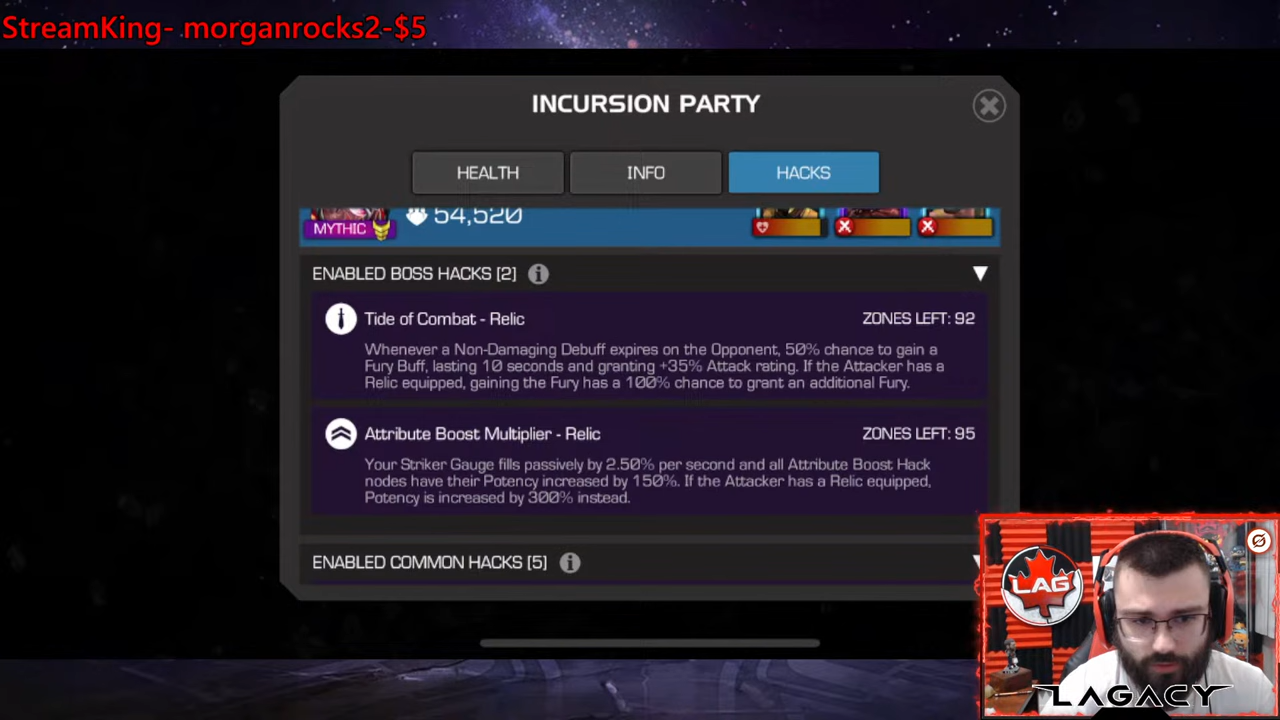 StreamKing- morganrocks2-$5
INCURSION PARTY
HEALTH INFO HACKS
MYTHIC 54,520
ENABLED BOSS HACKS [2]
Tide of Combat - Relic ZONES LEFT: 92
Whenever a Non-Damaging Debuff expires on the Opponent, 50% chance to gain a
Fury Buff, lasting 10 seconds and granting +35% Attack rating. If the Attacker has a
Relic equipped, gaining the Fury has a 100% chance to grant an additional Fury.
Attribute Boost Multiplier - Relic ZONES LEFT: 95
Your Striker Gauge fills passively by 2.50% per second and all Attribute Boost Hack
nodes have their Potency increased by 150%. If the Attacker has a Relic equipped,
Potency is increased by 300% instead.
ENABLED COMMON HACKS [5]
LAG
LAGACY